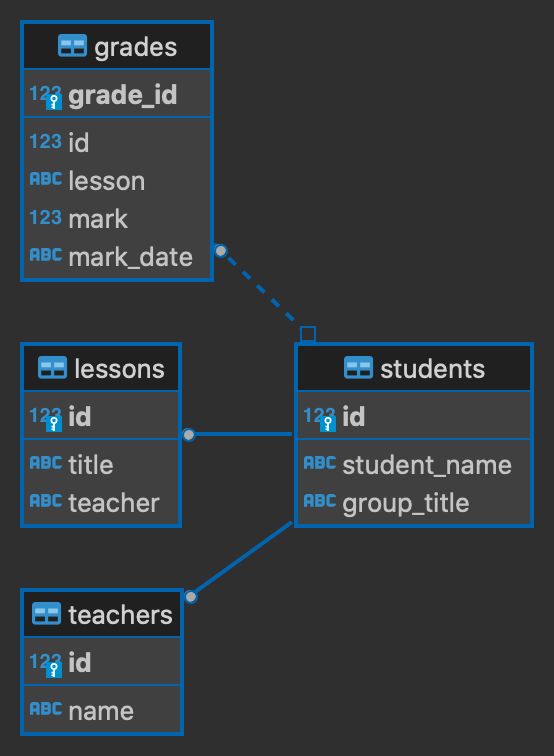 grades
123 grade_id
123 id
ABC lesson
123 mark
ABC mark_date
lessons
123 id
ABC title
ABC teacher
students
123 id
ABC student_name
ABC group_title
teachers
123 id
ABC name